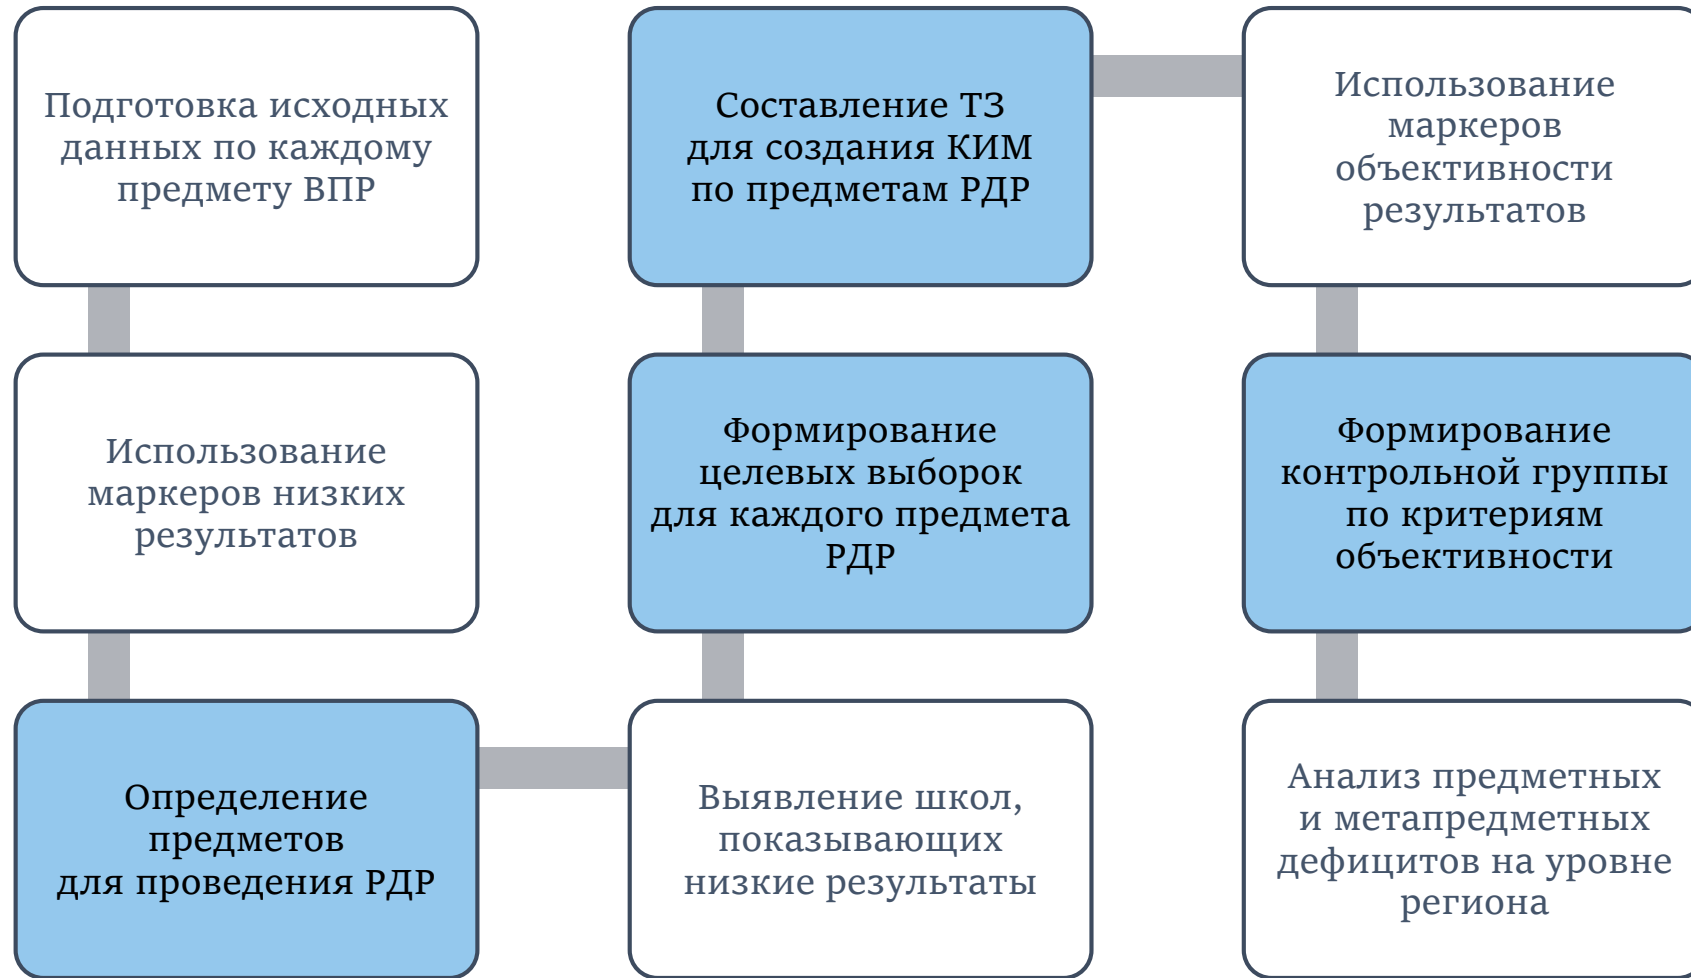 Подготовка исходных
данных по каждому
предмету ВПР
Использование
маркеров низких
результатов
Определение
предметов
для проведения РДР
Выявление школ,
показывающих
низкие результаты
Формирование
целевых выборок
для каждого предмета
РДР
Составление ТЗ
для создания КИМ
по предметам РДР
Использование
маркеров
объективности
результатов
Формирование
контрольной группы
по критериям
объективности
Анализ предметных
и метапредметных
дефицитов на уровне
региона